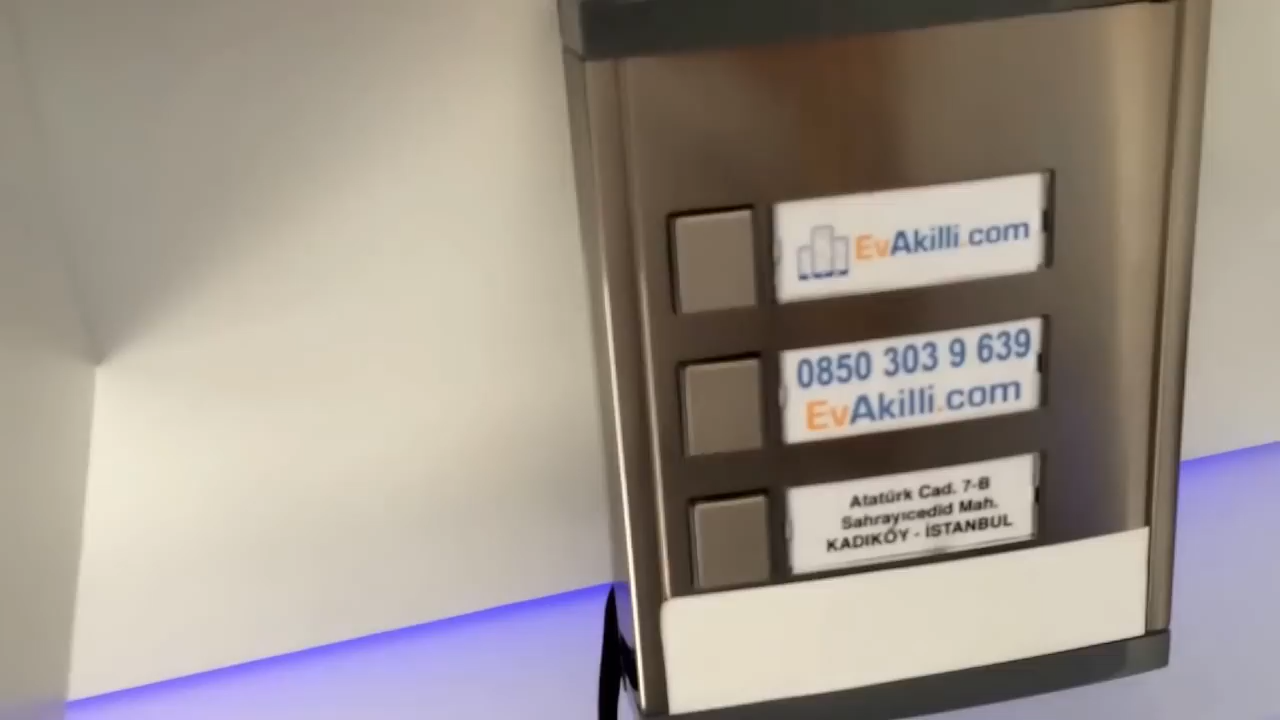 EvAkilli.com
0850 303 9 639
EvAkilli.com
Atatürk Cad. 7-B
Sahrayıcedid Mah.
KADIKÖY - İSTANBUL